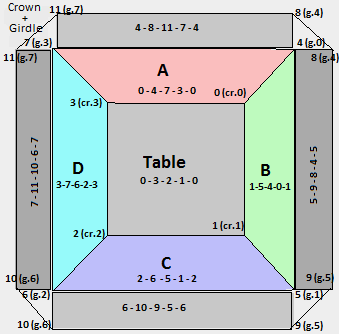 Crown
+
Girdle
11 (g.7)
8 (g.4)
4 - 8 - 11 - 7 - 4
7 (g.3)
4 (g.0)
11 (g.7)
8 (g.4)
A
0 - 4 - 7 - 3 - 0
3 (cr.3)
0 (cr.0)
7 - 11 - 10 - 6 - 7
D
3-7-6-2-3
Table
0 - 3 - 2 - 1 - 0
B
1-5-4-0-1
5 - 9 - 8 - 4 - 5
2 (cr.2)
1 (cr.1)
C
2 - 6 - 5 - 1 - 2
10 (g.6)
9 (g.5)
6 (g.2)
5 (g.1)
6 - 10 - 9 - 5 - 6
10 (g.6)
9 (g.5)